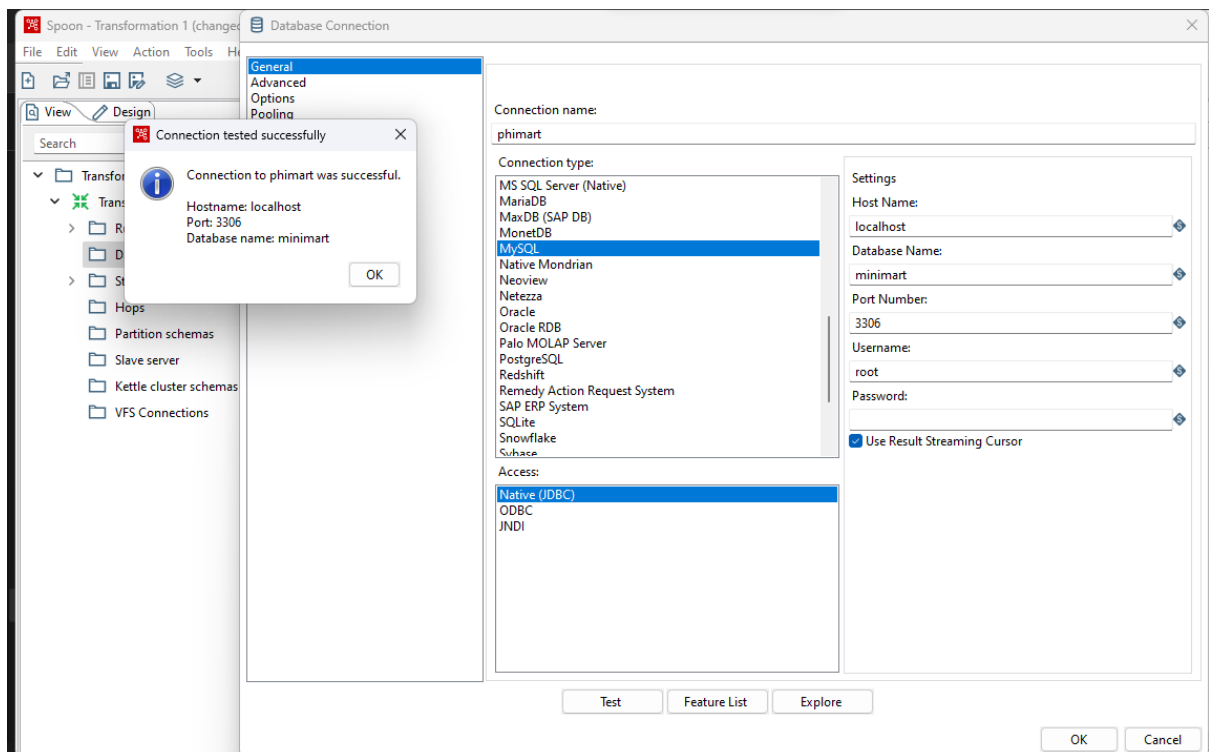 Spoon - Transformation 1 (changed
Database Connection
File Edit View Action Tools He
View
Design
Search
Transfor
Trans
R
D
St
Hops
Partition schemas
Slave server
Kettle cluster schemas
VFS Connections
Connection tested successfully
Connection to phimart was successful.
Hostname: localhost
Port: 3306
Database name: minimart
OK
General
Advanced
Options
Pooling
Connection name:
phimart
Connection type:
MS SQL Server (Native)
MariaDB
MaxDB (SAP DB)
MonetDB
MySQL
Native Mondrian
Neoview
Netezza
Oracle
Oracle RDB
Palo MOLAP Server
PostgreSQL
Redshift
Remedy Action Request System
SAP ERP System
SQLite
Snowflake
Sybase
Access:
Native (JDBC)
ODBC
JNDI
Settings
Host Name:
localhost
Database Name:
minimart
Port Number:
3306
Username:
root
Password:
Use Result Streaming Cursor
Test
Feature List
Explore
OK
Cancel